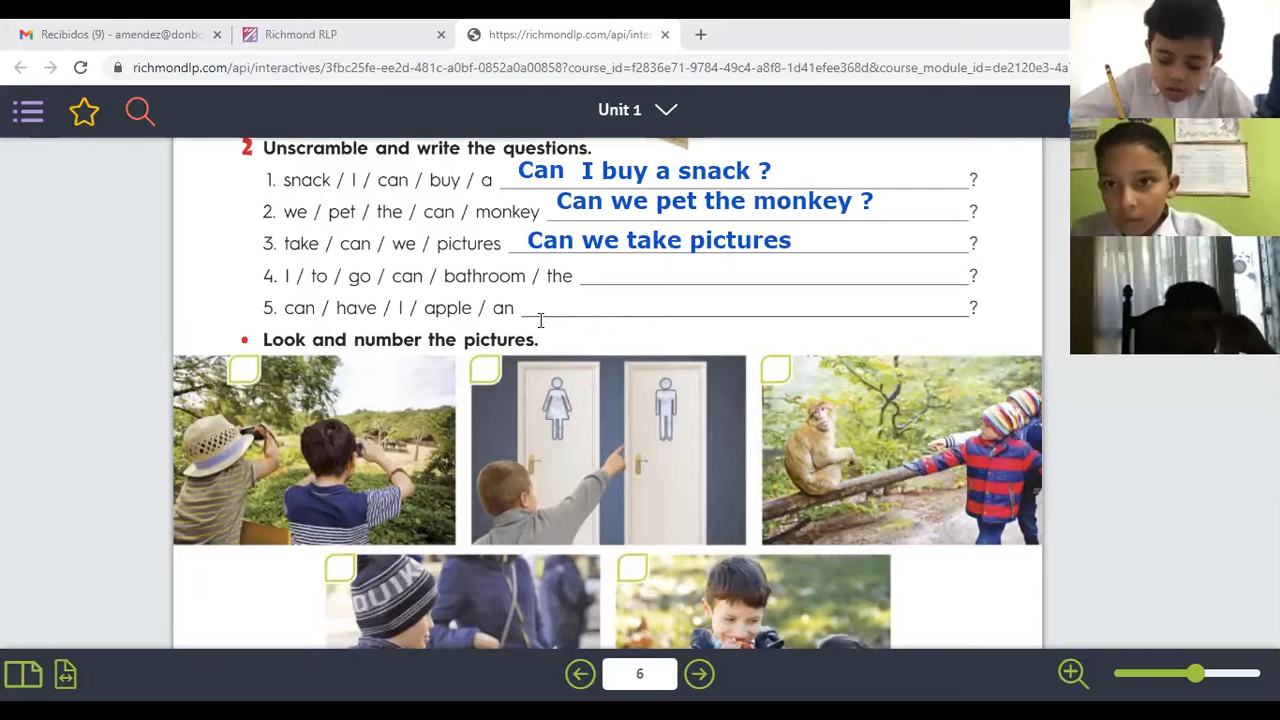 Recibidos (9) - amendez@donbo
Richmond RLP
https://richmondlp.com/api/inte
richmondlp.com/api/interactives/3fbc25fe-ee2d-481c-a0bf-0852a0a00858?course_id=f2836e71-9784-49c4-a8f8-1d41efee368d&course_module_id=de2120e3-4a7
Unit 1
2 Unscramble and write the questions.
1. snack / I / can / buy / a Can I buy a snack ? ?
2. we / pet / the / can / monkey Can we pet the monkey ? ?
3. take / can / we / pictures Can we take pictures ?
4. I / to / go / can / bathroom / the ?
5. can / have / I / apple / an ?
• Look and number the pictures.
QUIK
6